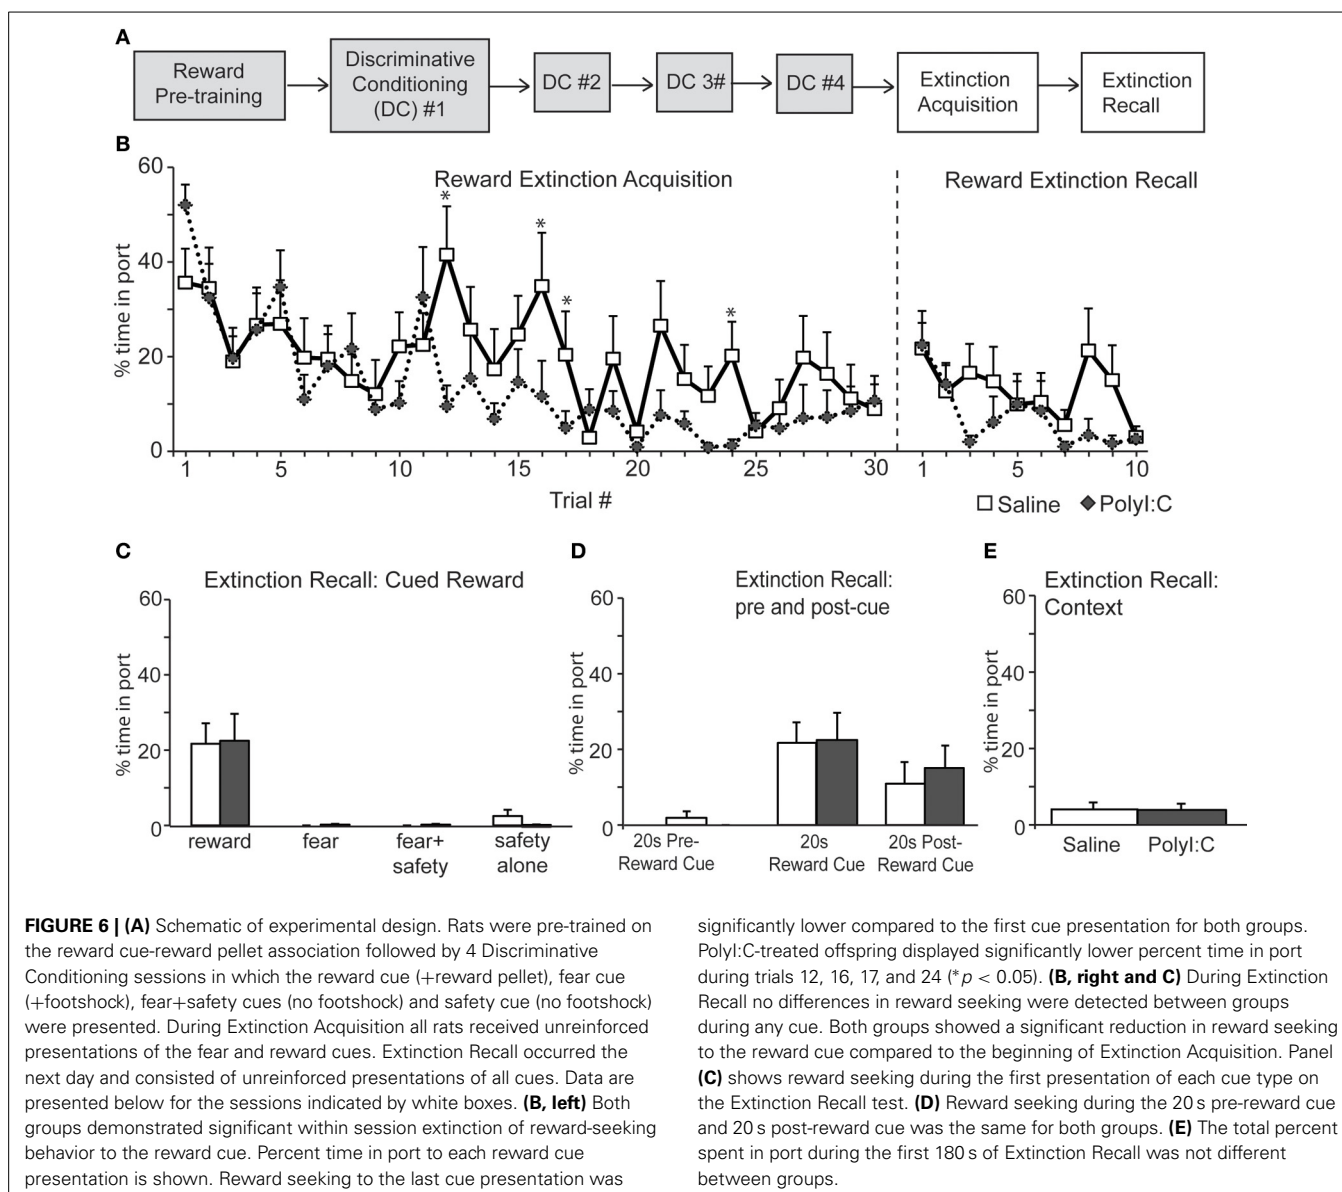 A
Reward
Pre-training
Discriminative
Conditioning
(DC) #1
DC #2
DC 3#
DC #4
Extinction
Acquisition
Extinction
Recall
B
Reward Extinction Acquisition
Reward Extinction Recall
% time in port
60
40
20
0
*
*
*
*
1
5
10
15
20
25
30
1
5
10
Trial #
Saline
PolyI:C
C
Extinction Recall: Cued Reward
% time in port
60
40
20
0
reward
fear
fear+
safety
safety
alone
D
Extinction Recall:
pre and post-cue
% time in port
60
40
20
0
20s Pre-
Reward Cue
20s
Reward Cue
20s Post-
Reward Cue
E
Extinction Recall:
Context
% time in port
60
40
20
0
Saline
PolyI:C
FIGURE 6 | (A) Schematic of experimental design. Rats were pre-trained on
the reward cue-reward pellet association followed by 4 Discriminative
Conditioning sessions in which the reward cue (+reward pellet), fear cue
(+footshock), fear+safety cues (no footshock) and safety cue (no footshock)
were presented. During Extinction Acquisition all rats received unreinforced
presentations of the fear and reward cues. Extinction Recall occurred the
next day and consisted of unreinforced presentations of all cues. Data are
presented below for the sessions indicated by white boxes. (B, left) Both
groups demonstrated significant within session extinction of reward-seeking
behavior to the reward cue. Percent time in port to each reward cue
presentation is shown. Reward seeking to the last cue presentation was
significantly lower compared to the first cue presentation for both groups.
PolyI:C-treated offspring displayed significantly lower percent time in port
during trials 12, 16, 17, and 24 (*p < 0.05). (B, right and C) During Extinction
Recall no differences in reward seeking were detected between groups
during any cue. Both groups showed a significant reduction in reward seeking
to the reward cue compared to the beginning of Extinction Acquisition. Panel
(C) shows reward seeking during the first presentation of each cue type on
the Extinction Recall test. (D) Reward seeking during the 20 s pre-reward cue
and 20 s post-reward cue was the same for both groups. (E) The total percent
spent in port during the first 180 s of Extinction Recall was not different
between groups.